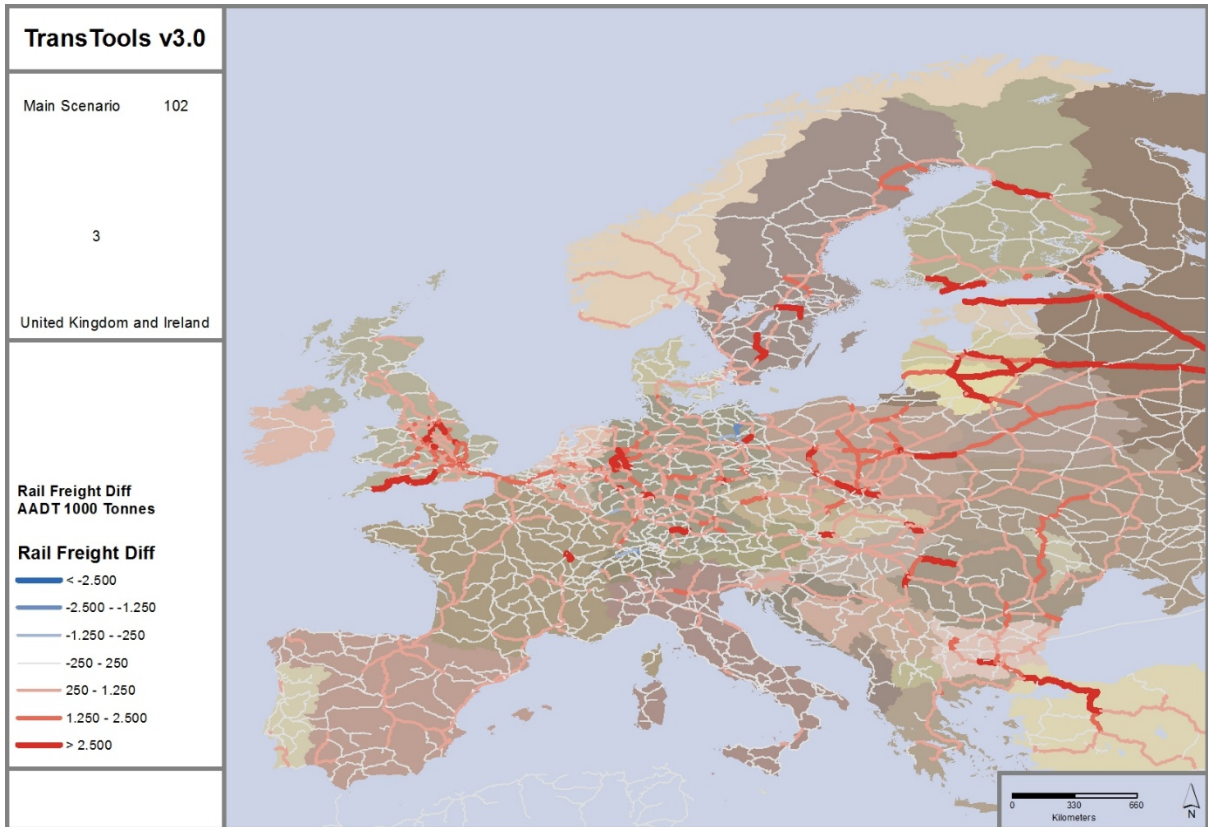 TransTools v3.0
Main Scenario 102
3
United Kingdom and Ireland
Rail Freight Diff
AADT 1000 Tonnes
Rail Freight Diff
< -2.500
-2.500 - -1.250
-1.250 - -250
-250 - 250
250 - 1.250
1.250 - 2.500
> 2.500
0 330 660
Kilometers
N